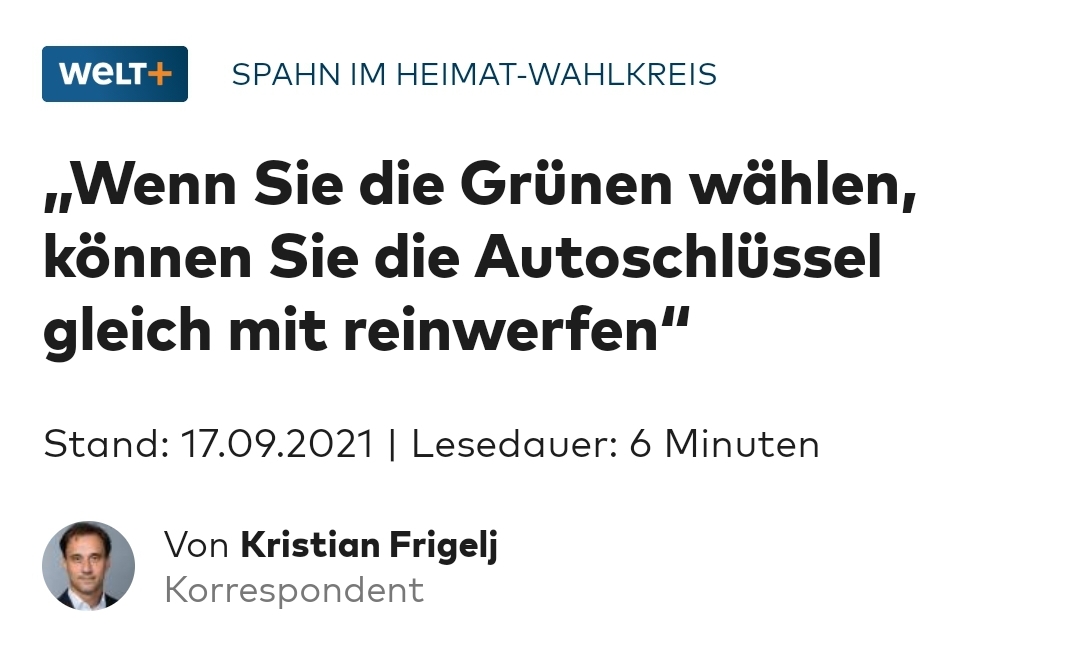 WELT+ SPAHN IM HEIMAT-WAHLKREIS
„Wenn Sie die Grünen wählen,
können Sie die Autoschlüssel
gleich mit reinwerfen“
Stand: 17.09.2021 | Lesedauer: 6 Minuten
Von Kristian Frigelj
Korrespondent